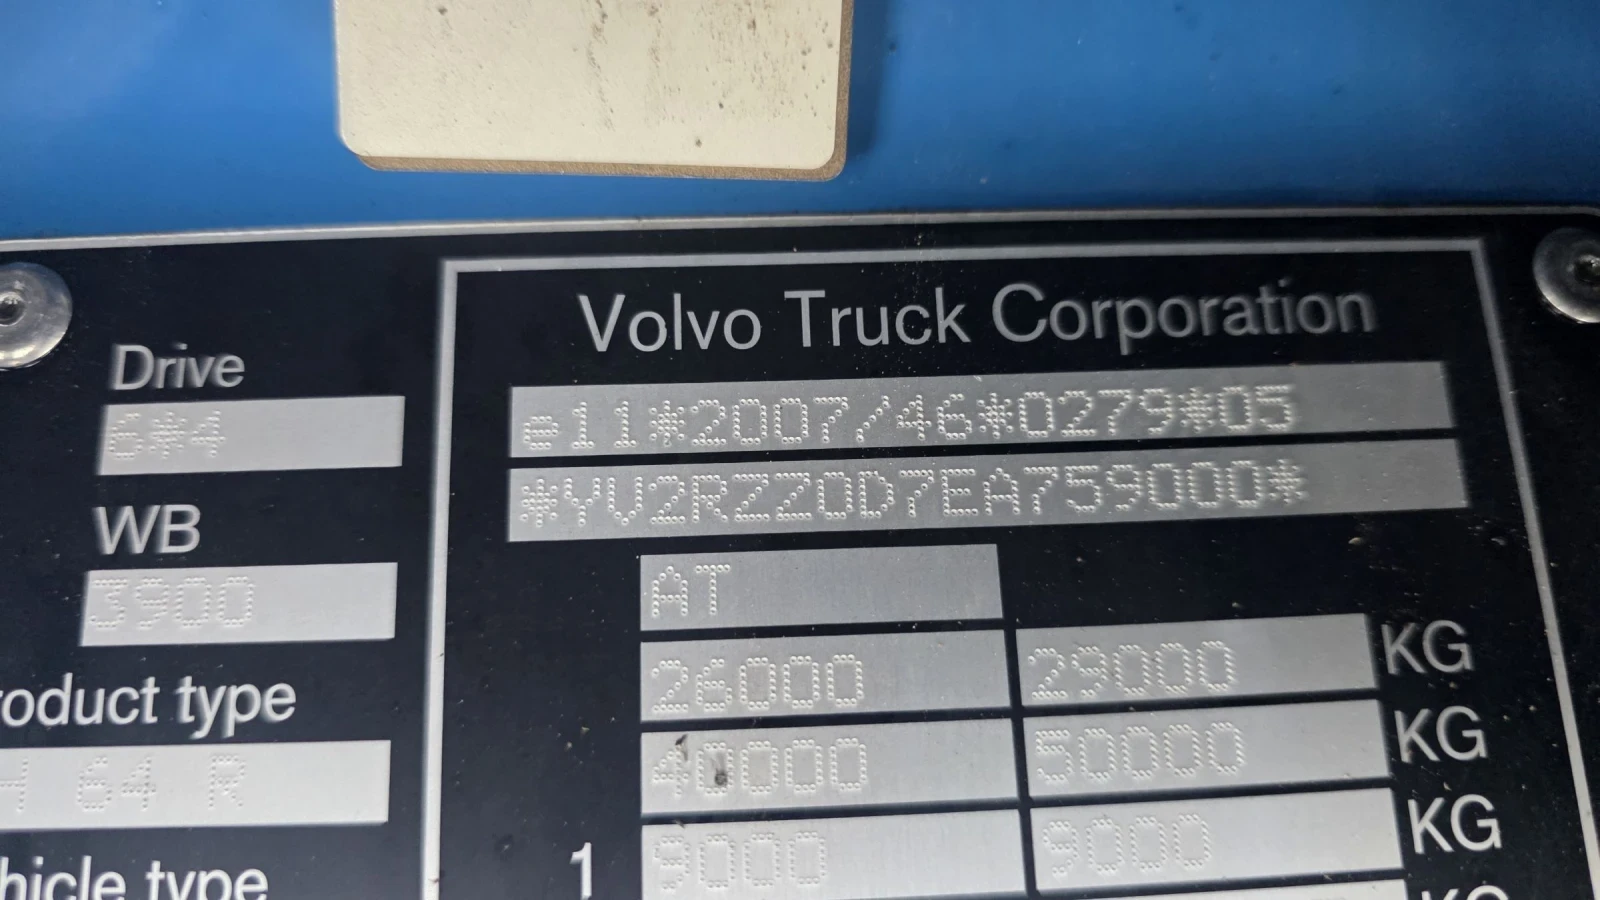 Drive
6*4
WB
3900
roduct type
H 64 R
hicle type
Volvo Truck Corporation
e11*2007/46*0279*05
*YV2RZZ0D7EA759000*
AT
26000 29000 KG
40000 50000 KG
1 9000 9000 KG
KG